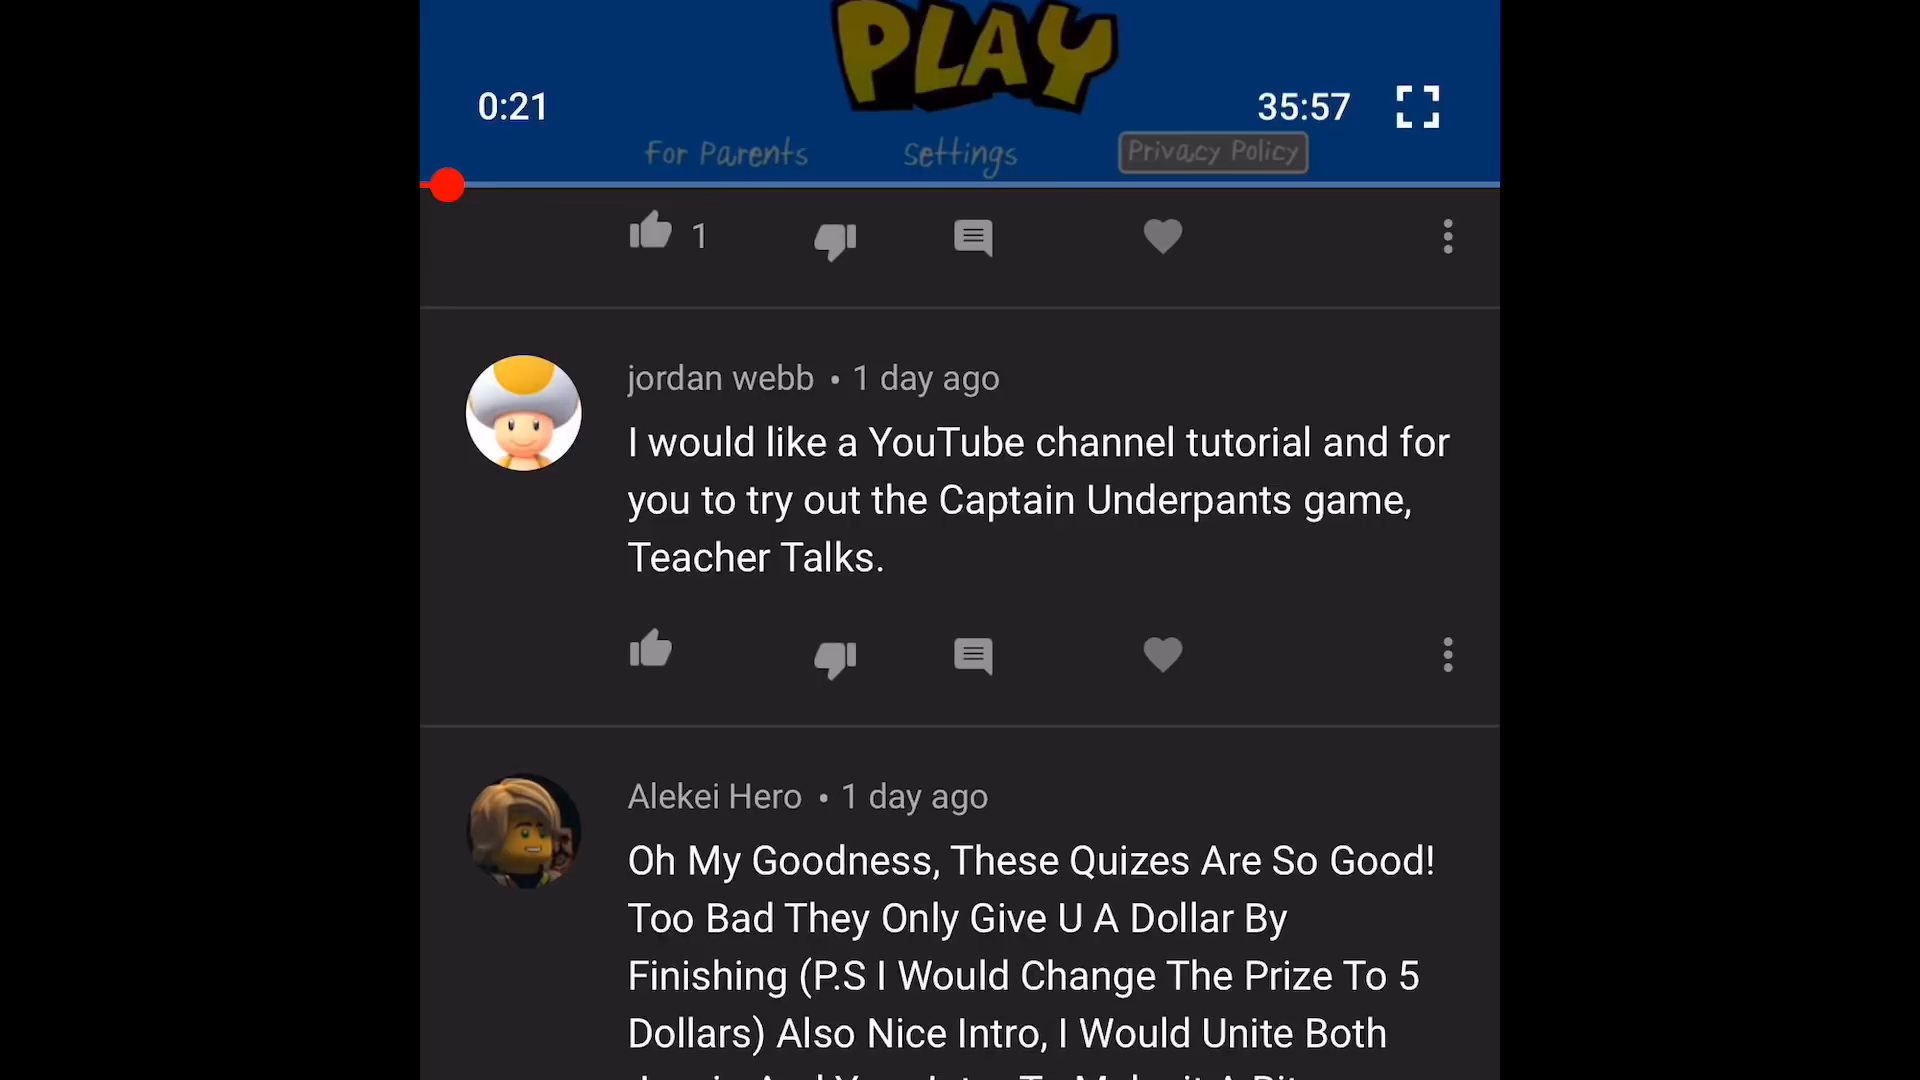 PLAY
0:21
35:57
For Parents
Settings
Privacy Policy
1
jordan webb • 1 day ago
I would like a YouTube channel tutorial and for
you to try out the Captain Underpants game,
Teacher Talks.
Alekei Hero • 1 day ago
Oh My Goodness, These Quizes Are So Good!
Too Bad They Only Give U A Dollar By
Finishing (P.S I Would Change The Prize To 5
Dollars) Also Nice Intro, I Would Unite Both